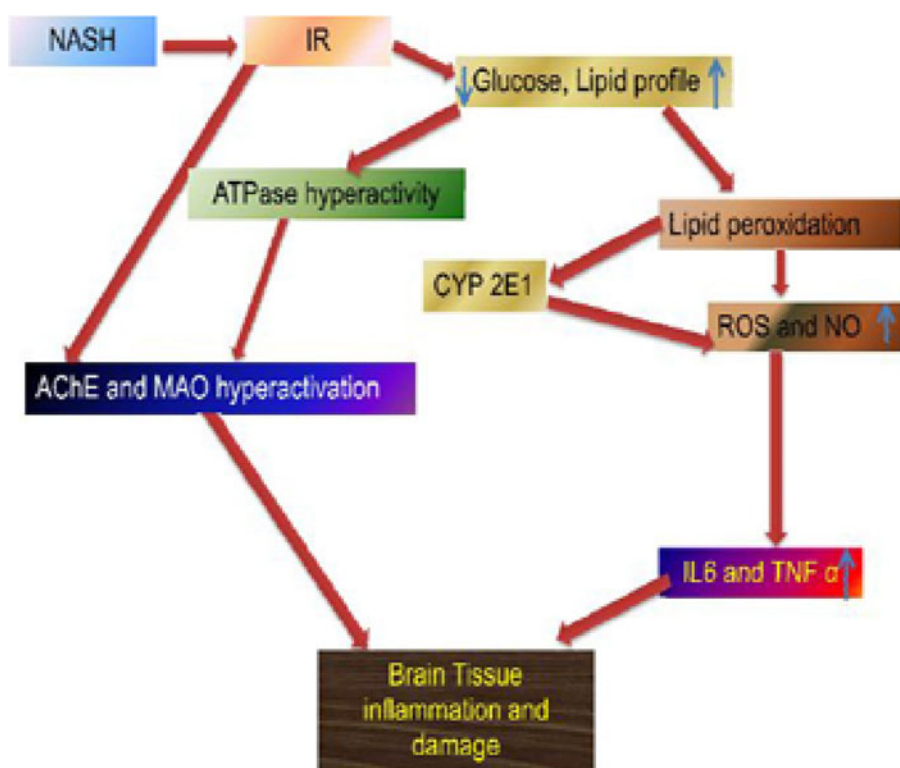 NASH
IR
Glucose, Lipid profile
ATPase hyperactivity
Lipid peroxidation
CYP 2E1
ROS and NO
AChE and MAO hyperactivation
IL6 and TNF α
Brain Tissue
inflammation and
damage